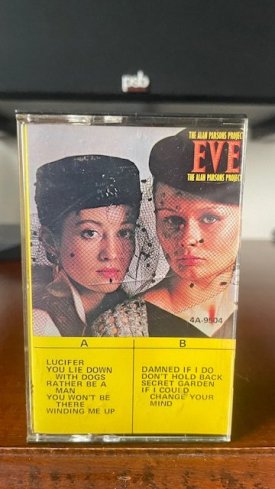 psb
THE ALAN PARSONS PROJECT
EVE
THE ALAN PARSONS PROJECT
4A-9504
A
B
LUCIFER
YOU LIE DOWN
WITH DOGS
RATHER BE A
MAN
YOU WON'T BE
THERE
WINDING ME UP
DAMNED IF I DO
DON'T HOLD BACK
SECRET GARDEN
IF I COULD
CHANGE YOUR
MIND